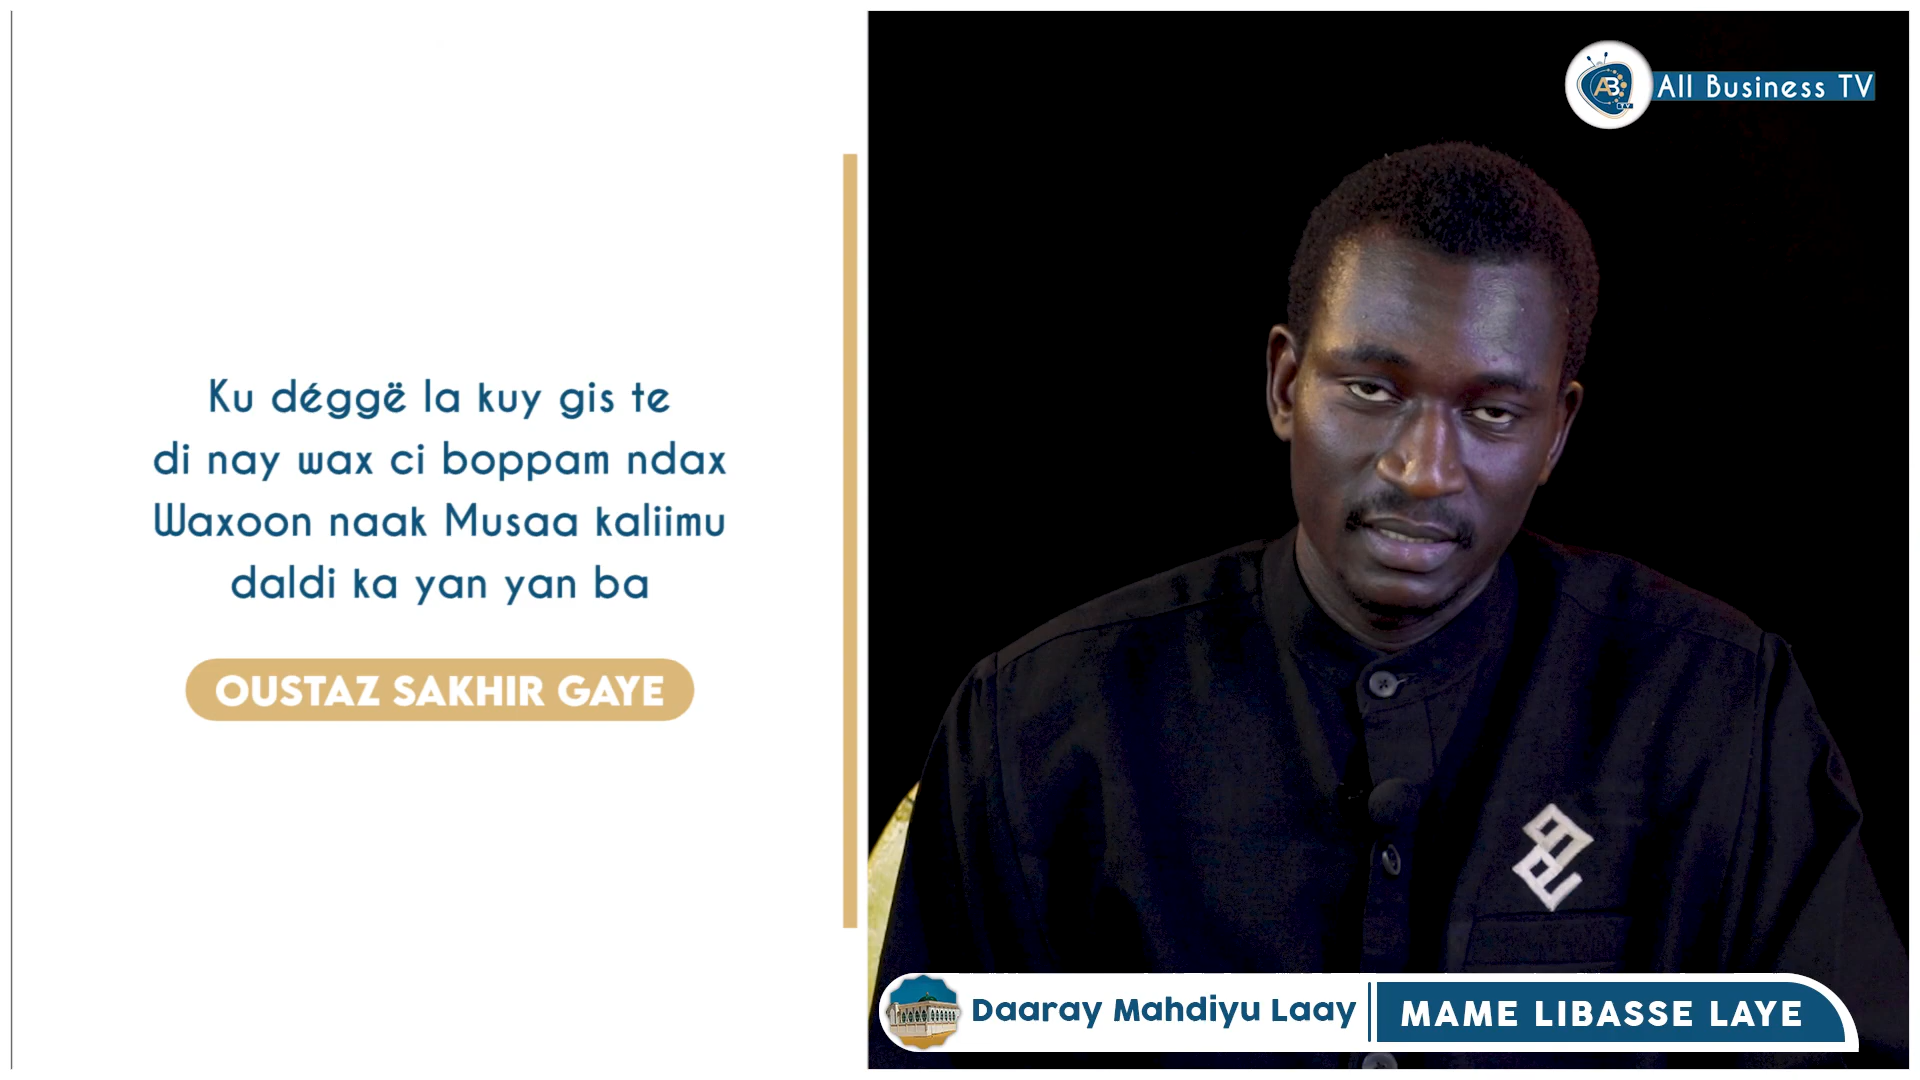 Ku déggë la kuy gis te
di nay wax ci boppam ndax
Waxoon naak Musaa kaliimu
daldi ka yan yan ba
OUSTAZ SAKHIR GAYE
AB
All Business TV
Daaray Mahdiyu Laay
MAME LIBASSE LAYE